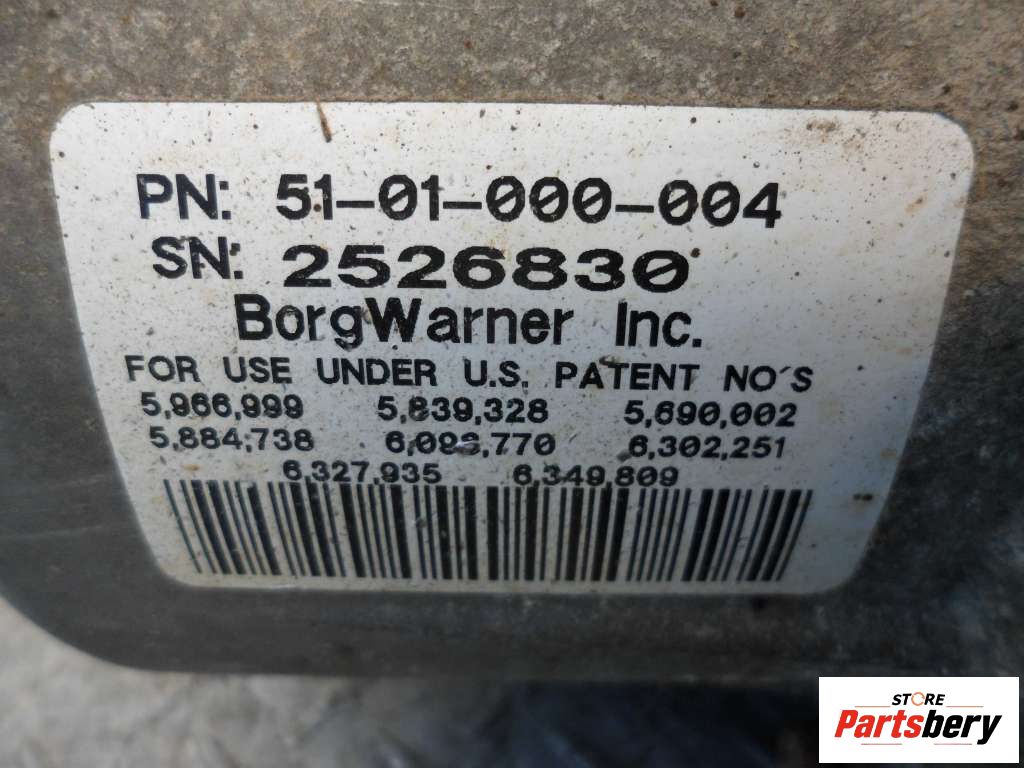 PN: 51-01-000-004
SN: 2526830
BorgWarner Inc.
FOR USE UNDER U.S. PATENT NO'S
5,966,999 5,839,328 5,690,002
5,884,738 6,302,251
6,327,935 6,349,809
STORE
Partsbery